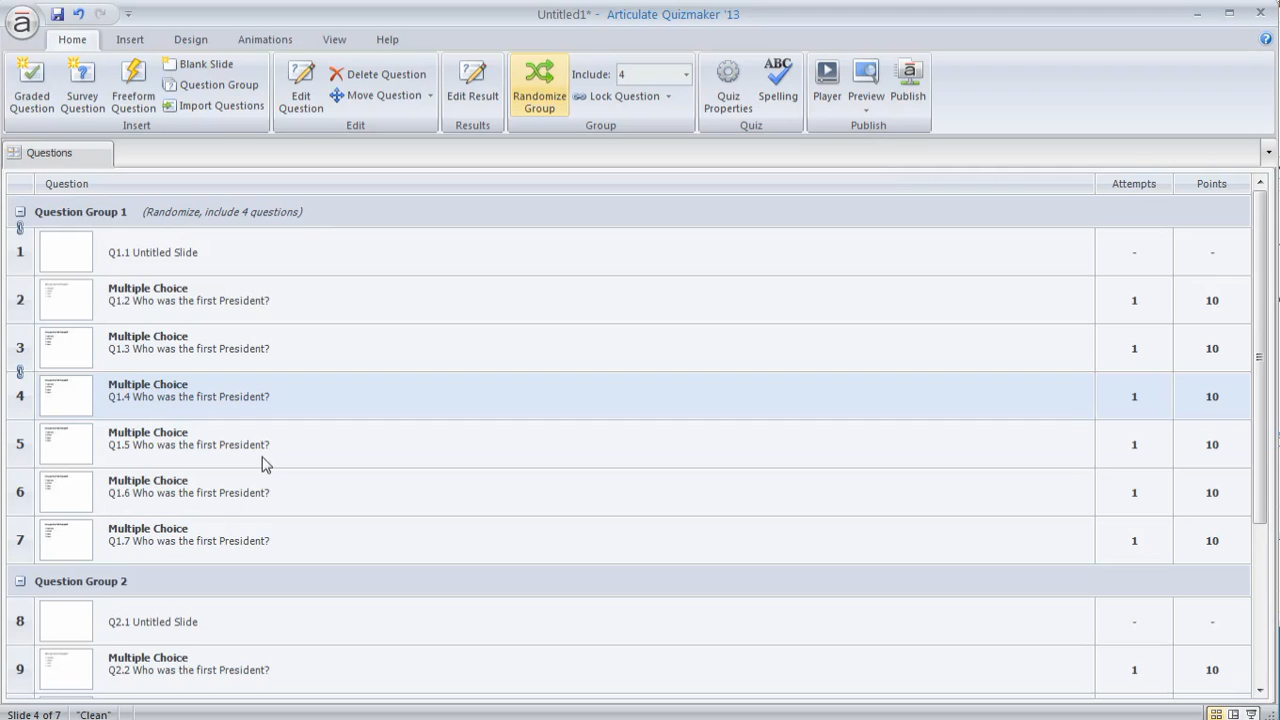 Untitled1* - Articulate Quizmaker '13
Home Insert Design Animations View Help
Graded Question
Survey Question
Freeform Question
Blank Slide
Question Group
Import Questions
Insert
Edit Question
Delete Question
Move Question
Edit
Edit Result
Results
Randomize Group
Include: 4
Lock Question
Group
Quiz Properties
ABC
Spelling
Quiz
Player
Preview
Publish
Publish
Questions
Question Attempts Points
Question Group 1 (Randomize, include 4 questions)
1 Q1.1 Untitled Slide - -
Multiple Choice
2 Q1.2 Who was the first President? 1 10
Multiple Choice
3 Q1.3 Who was the first President? 1 10
Multiple Choice
4 Q1.4 Who was the first President? 1 10
Multiple Choice
5 Q1.5 Who was the first President? 1 10
Multiple Choice
6 Q1.6 Who was the first President? 1 10
Multiple Choice
7 Q1.7 Who was the first President? 1 10
Question Group 2
8 Q2.1 Untitled Slide - -
Multiple Choice
9 Q2.2 Who was the first President? 1 10
Slide 4 of 7 "Clean"